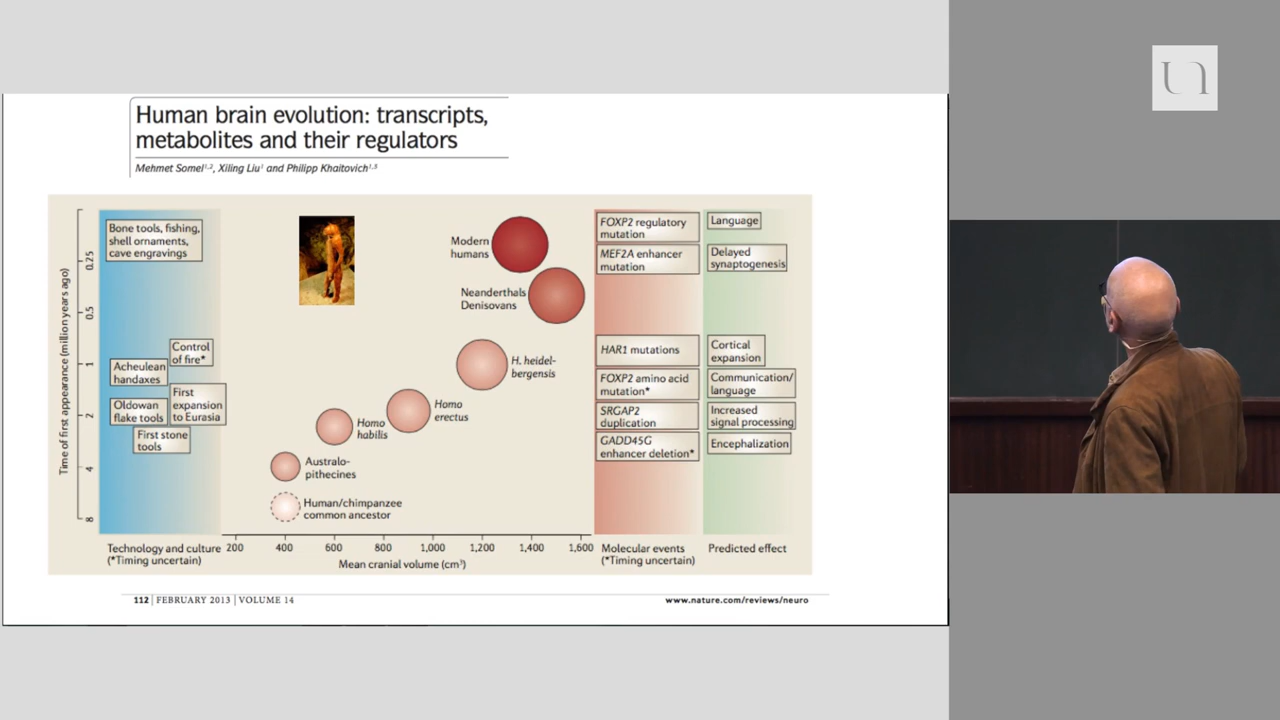 Human brain evolution: transcripts,
metabolites and their regulators
Mehmet Somel1,2, Xiling Liu1 and Philipp Khaitovich1,3
Time of first appearance (million years ago)
0.25
0.5
1
2
4
8
Bone tools, fishing,
shell ornaments,
cave engravings
Control
of fire*
Acheulean
handaxes
First
expansion
to Eurasia
Oldowan
flake tools
First stone
tools
Technology and culture
(*Timing uncertain)
Modern
humans
Neanderthals
Denisovans
H. heidel-
bergensis
Homo
erectus
Homo
habilis
Australo-
pithecines
Human/chimpanzee
common ancestor
200 400 600 800 1,000 1,200 1,400 1,600
Mean cranial volume (cm³)
FOXP2 regulatory
mutation
MEF2A enhancer
mutation
HAR1 mutations
FOXP2 amino acid
mutation*
SRGAP2
duplication
GADD45G
enhancer deletion*
Molecular events
(*Timing uncertain)
Language
Delayed
synaptogenesis
Cortical
expansion
Communication/
language
Increased
signal processing
Encephalization
Predicted effect
112 | FEBRUARY 2013 | VOLUME 14
www.nature.com/reviews/neuro